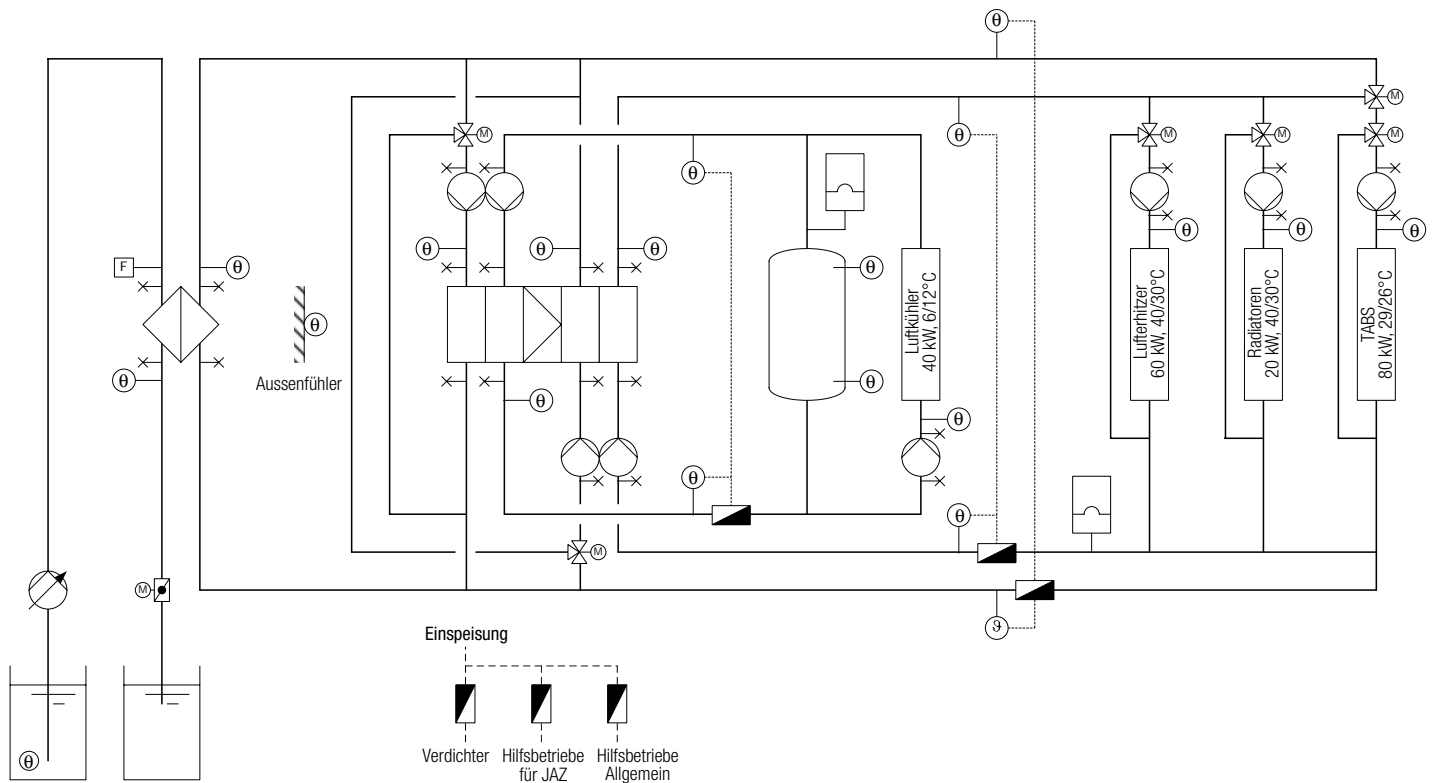 θ
M
M
θ
M
M
M
M
θ
F
θ
θ
θ
θ
θ
θ
θ
θ
θ
θ
Aussenfühler
θ
θ
θ
Luftkühler
40 kW, 6/12°C
θ
Lufterhitzer
60 kW, 40/30°C
Radiatoren
20 kW, 40/30°C
TABS
80 kW, 29/26°C
θ
θ
M
M
ϑ
Einspeisung
Verdichter
Hilfsbetriebe
für JAZ
Hilfsbetriebe
Allgemein
θ